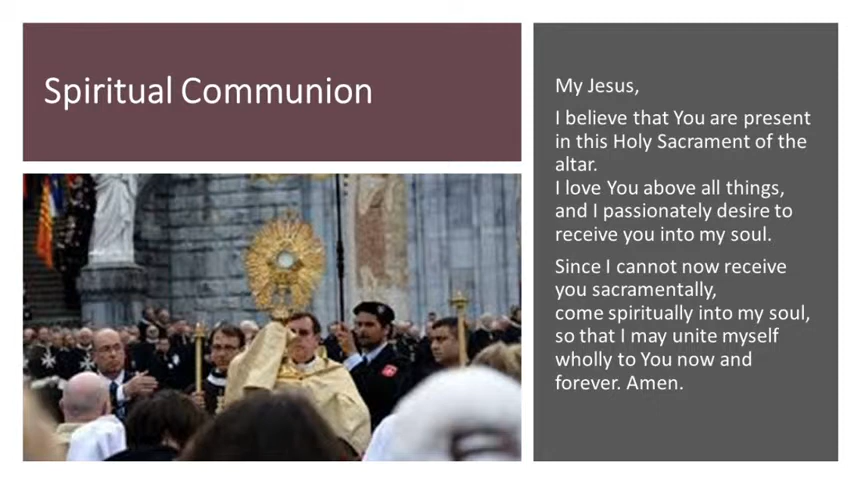 Spiritual Communion
My Jesus,
I believe that You are present
in this Holy Sacrament of the
altar.
I love You above all things,
and I passionately desire to
receive you into my soul.
Since I cannot now receive
you sacramentally,
come spiritually into my soul,
so that I may unite myself
wholly to You now and
forever. Amen.